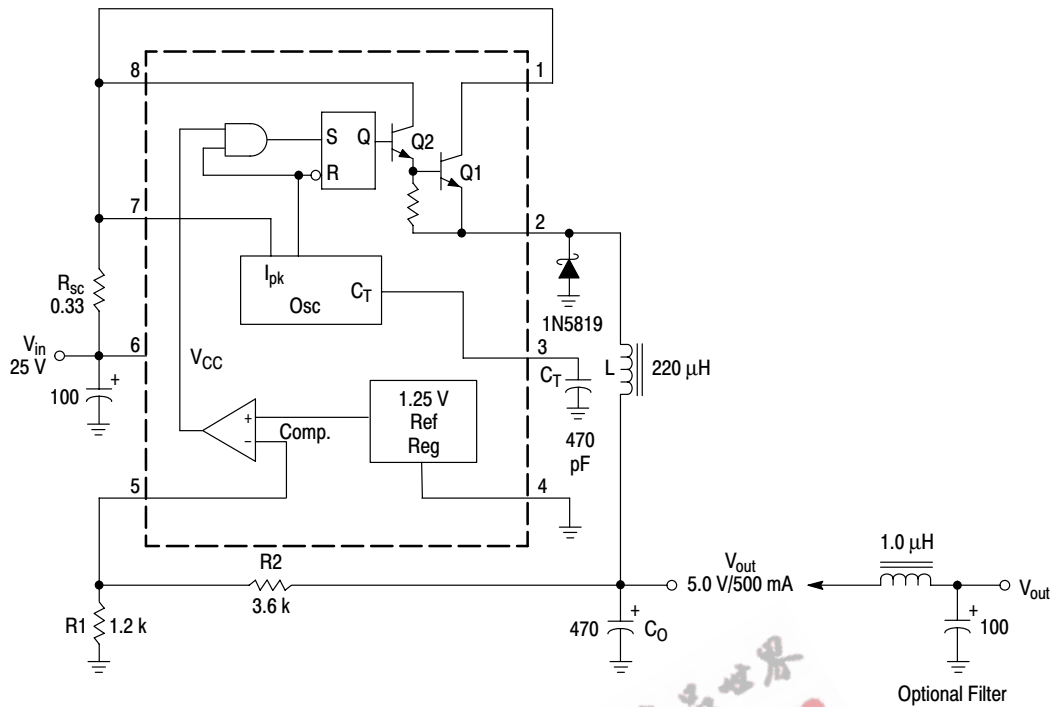 8
1
S
Q
Q2
R
Q1
7
2
Ipk
CT
Osc
Rsc
0.33
1N5819
Vin
25 V
6
VCC
3
CT
L
220 µH
100
+
1.25 V
Ref
Reg
+
−
Comp.
470
pF
5
4
R2
3.6 k
Vout
5.0 V/500 mA
1.0 µH
Vout
R1
1.2 k
470
+
CO
+
100
Optional Filter